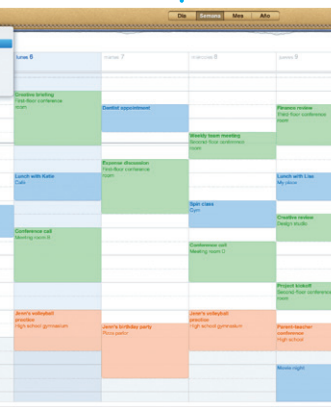 Día Semana Mes Año
lunes 6
martes 7
miércoles 8
jueves 9
Creative briefing
First-floor conference
room
Lunch with Katie
Café
Conference call
Meeting room B
Jenn's volleyball
practice
High school gymnasium
Dentist appointment
Expense discussion
First-floor conference
room
Jenn's birthday party
Pizza parlor
Weekly team meeting
Second-floor conference
room
Spin class
Gym
Conference call
Meeting room D
Jenn's volleyball
practice
High school gymnasium
Finance review
Third-floor conference
room
Lunch with Lisa
My place
Creative review
Design studio
Project kickoff
Second-floor conference
room
Parent-teacher
conference
High school
Movie night